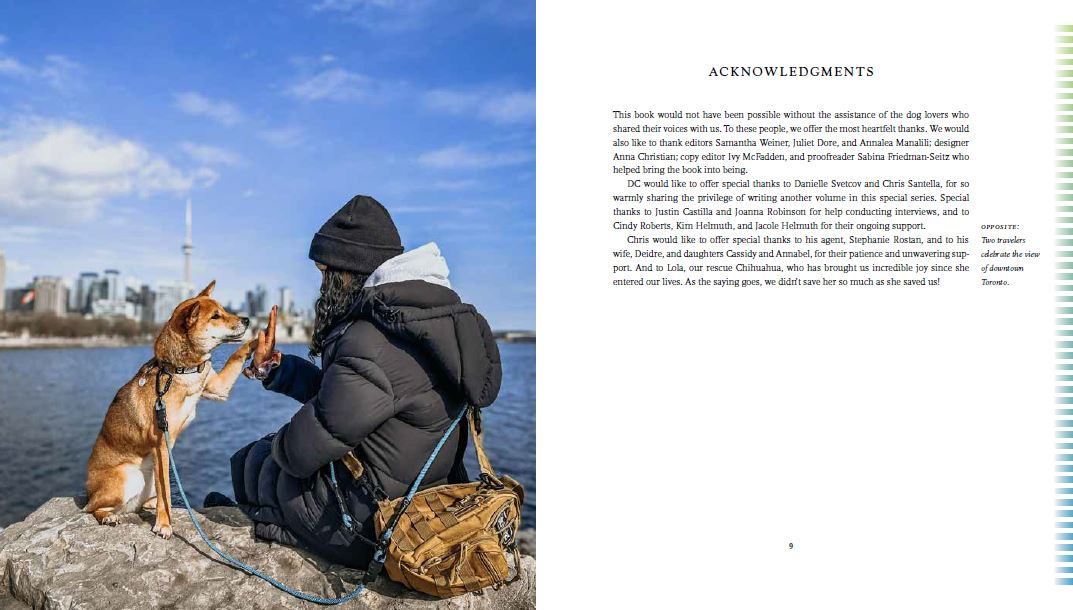 ACKNOWLEDGMENTS
This book would not have been possible without the assistance of the dog lovers who
shared their voices with us. To these people, we offer the most heartfelt thanks. We would
also like to thank editors Samantha Weiner, Juliet Dore, and Annalea Manalili; designer
Anna Christian; copy editor Ivy McFadden, and proofreader Sabina Friedman-Seitz who
helped bring the book into being.
DC would like to offer special thanks to Danielle Svetcov and Chris Santella, for so
warmly sharing the privilege of writing another volume in this special series. Special
thanks to Justin Castilla and Joanna Robinson for help conducting interviews, and to
Cindy Roberts, Kim Helmuth, and Jacole Helmuth for their ongoing support.
Chris would like to offer special thanks to his agent, Stephanie Rostan, and to his
wife, Deidre, and daughters Cassidy and Annabel, for their patience and unwavering sup-
port. And to Lola, our rescue Chihuahua, who has brought us incredible joy since she
entered our lives. As the saying goes, we didn't save her so much as she saved us!
OPPOSITE:
Two travelers
celebrate the view
of downtown
Toronto.
9